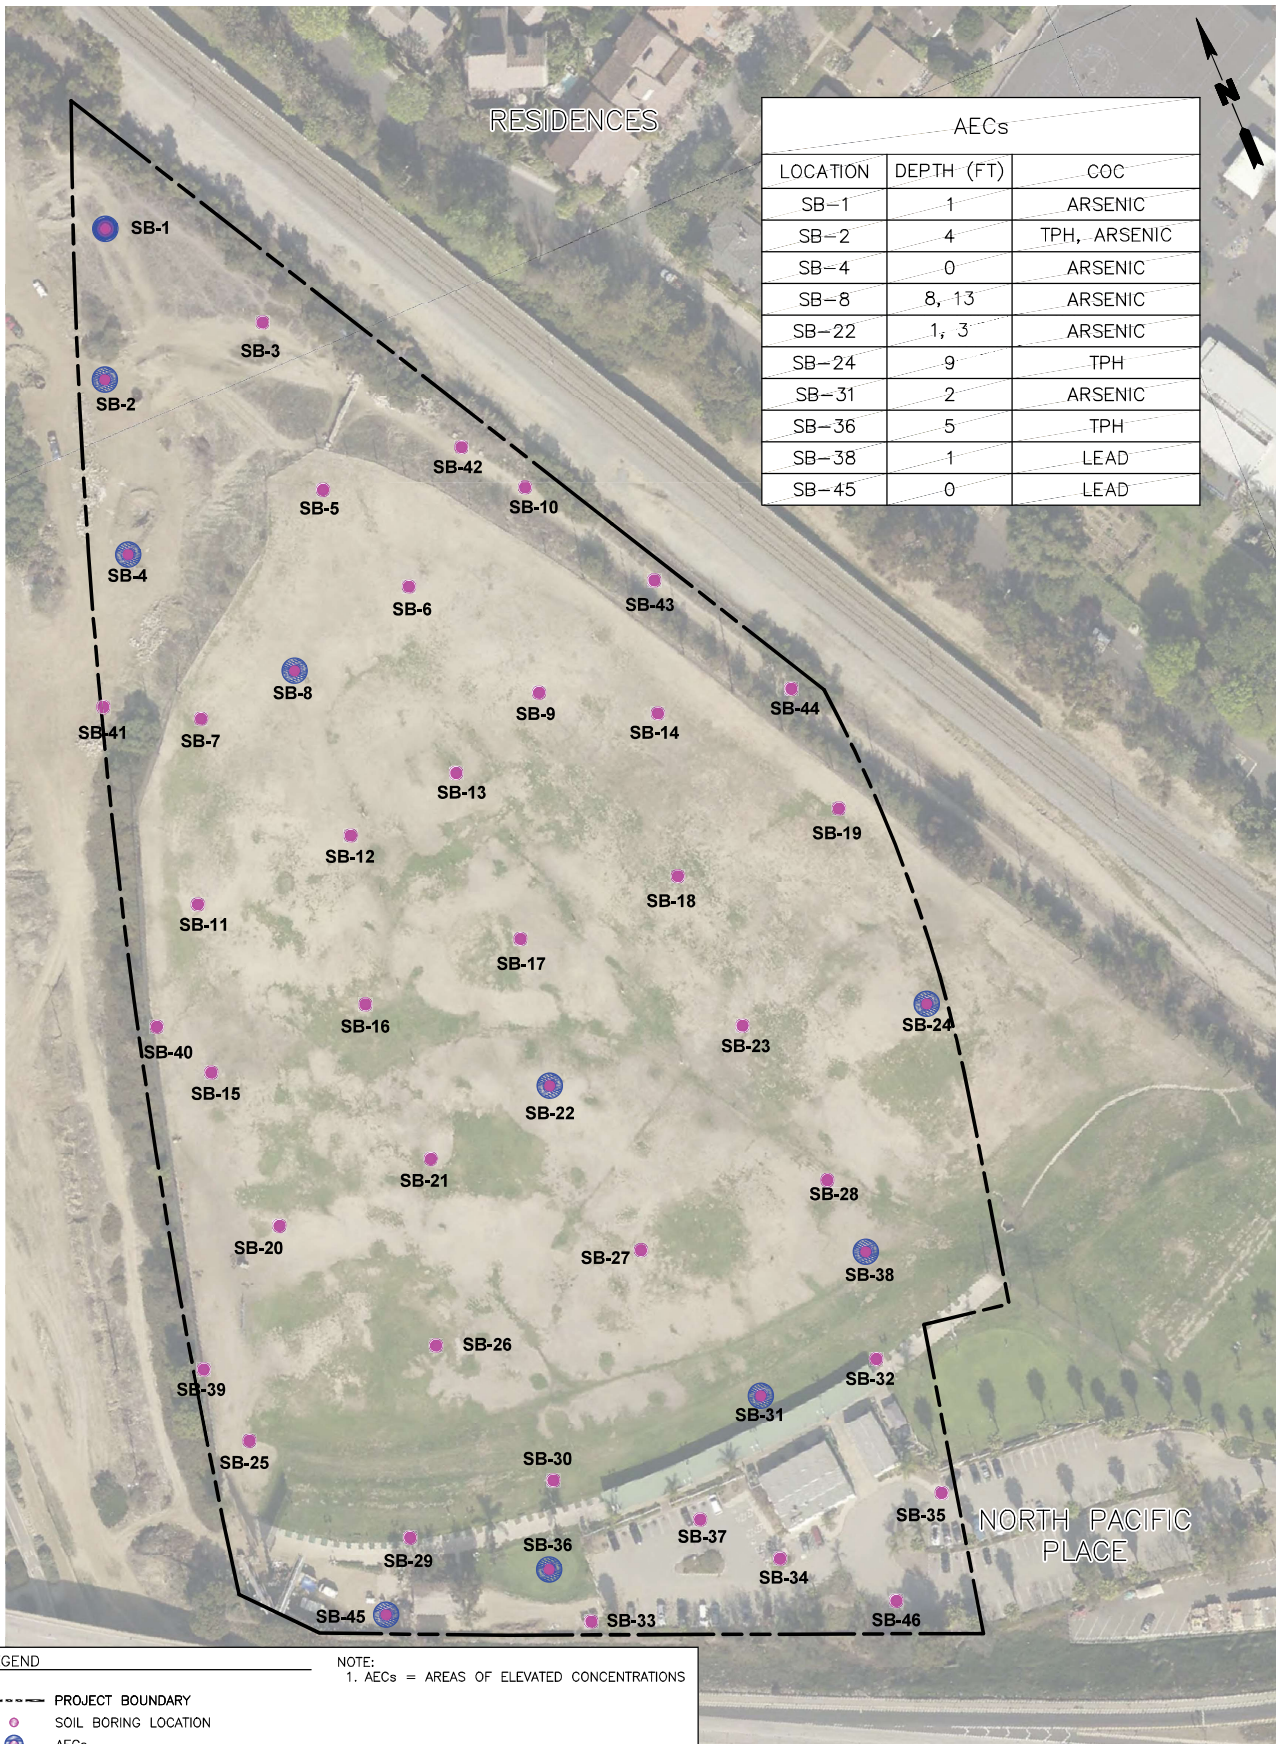 RESIDENCES
N
AECs
LOCATION DEPTH (FT) COC
SB-1 1 ARSENIC
SB-2 4 TPH, ARSENIC
SB-4 0 ARSENIC
SB-8 8, 13 ARSENIC
SB-22 1, 3 ARSENIC
SB-24 9 TPH
SB-31 2 ARSENIC
SB-36 5 TPH
SB-38 1 LEAD
SB-45 0 LEAD
SB-1
SB-3
SB-2
SB-42
SB-5
SB-10
SB-4
SB-6
SB-43
SB-8
SB-9
SB-44
SB-41
SB-7
SB-14
SB-13
SB-19
SB-12
SB-18
SB-11
SB-17
SB-16
SB-24
SB-23
SB-40
SB-15
SB-22
SB-21
SB-28
SB-20
SB-27
SB-38
SB-26
SB-32
SB-39
SB-31
SB-25
SB-30
SB-35
NORTH PACIFIC
PLACE
SB-37
SB-29
SB-36
SB-34
SB-45
SB-33
SB-46
GEND
PROJECT BOUNDARY
SOIL BORING LOCATION
AECs
NOTE:
1. AECs = AREAS OF ELEVATED CONCENTRATIONS